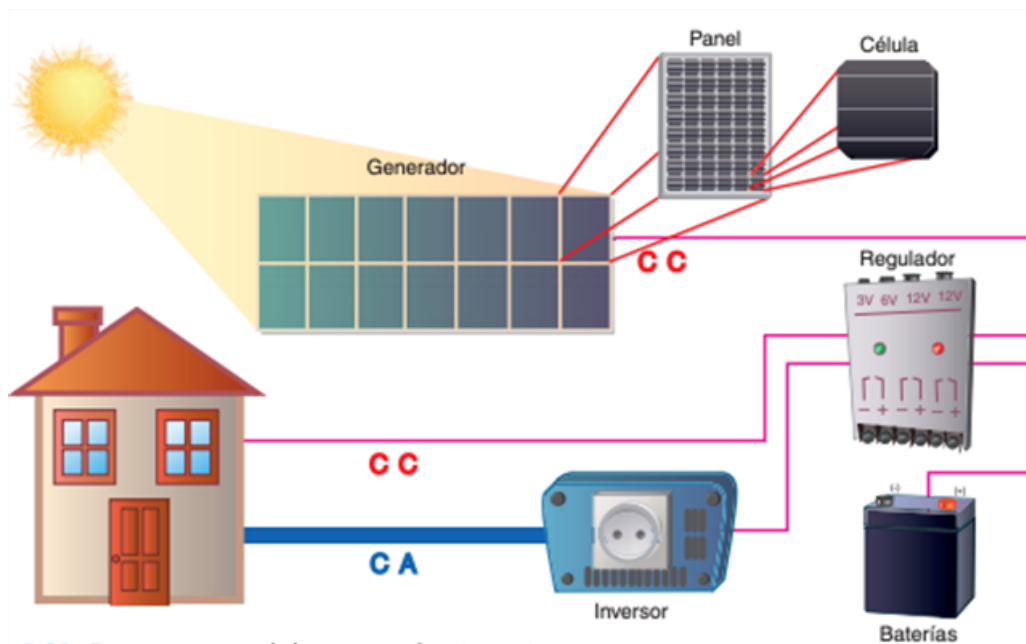 Panel
Célula
Generador
C C
Regulador
3V 6V 12V 12V
- + - + - +
C C
C A
(-)
(+)
Inversor
Baterías